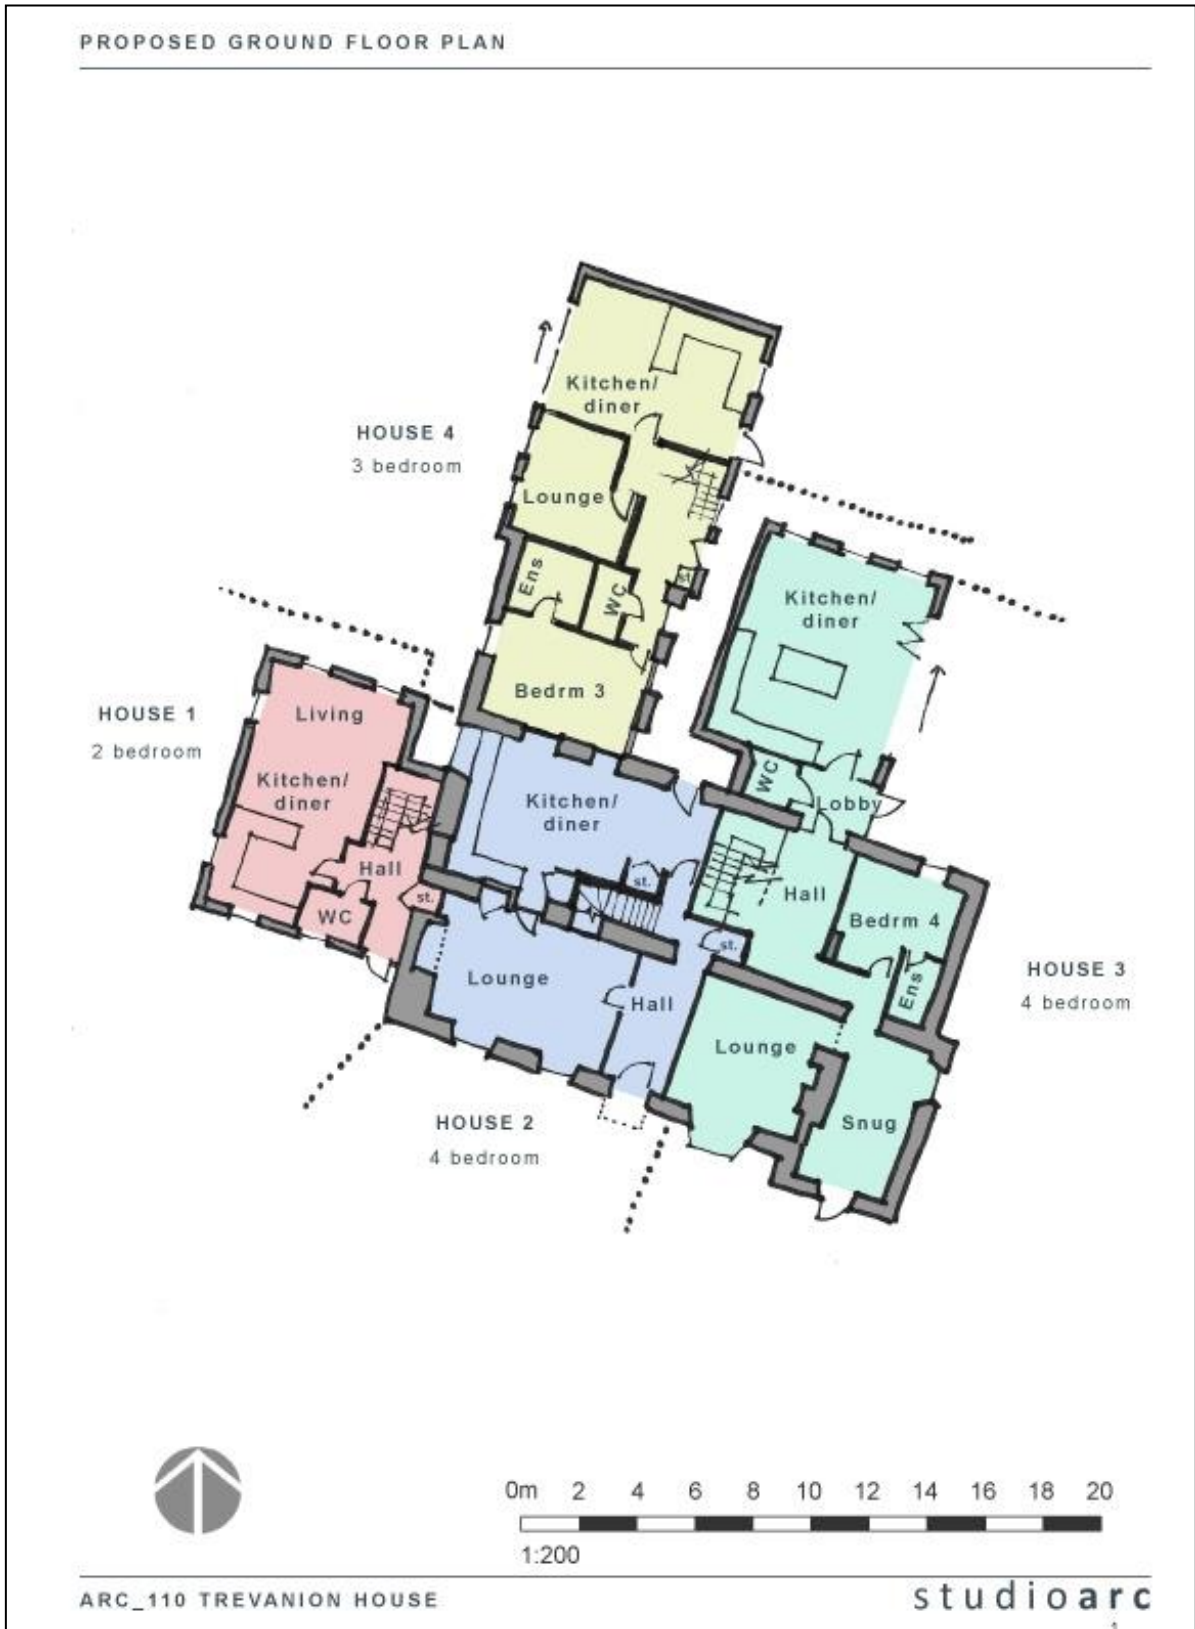 PROPOSED GROUND FLOOR PLAN
HOUSE 4
3 bedroom
Kitchen/
diner
Lounge
Ens
WC
st.
Bedrm 3
HOUSE 1
2 bedroom
Living
Kitchen/
diner
Hall
WC
st.
Kitchen/
diner
st.
Lounge
Hall
st.
HOUSE 2
4 bedroom
Kitchen/
diner
WC
Lobby
Hall
Bedrm 4
Ens
Lounge
Snug
HOUSE 3
4 bedroom
0m 2 4 6 8 10 12 14 16 18 20
1:200
ARC_110 TREVANION HOUSE
studioarc